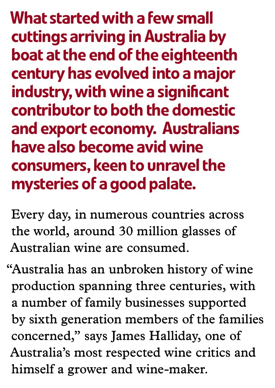 What started with a few small
cuttings arriving in Australia by
boat at the end of the eighteenth
century has evolved into a major
industry, with wine a significant
contributor to both the domestic
and export economy. Australians
have also become avid wine
consumers, keen to unravel the
mysteries of a good palate.
Every day, in numerous countries across
the world, around 30 million glasses of
Australian wine are consumed.
“Australia has an unbroken history of wine
production spanning three centuries, with
a number of family businesses supported
by sixth generation members of the families
concerned,” says James Halliday, one of
Australia’s most respected wine critics and
himself a grower and wine-maker.